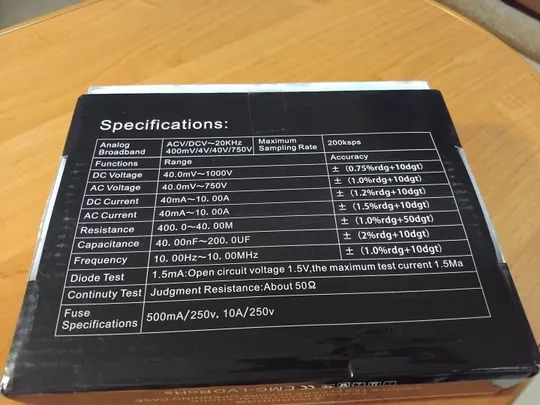 Specifications:
Analog Broadband ACV/DCV～20KHz 400mV/4V/40V/750V Maximum Sampling Rate 200ksps
Functions Range Accuracy
DC Voltage 40.0mV～1000V ± (0.75%rdg+10dgt)
AC Voltage 40.0mV～750V ± (1.0%rdg+10dgt)
DC Current 40mA～10.00A ± (1.2%rdg+10dgt)
AC Current 40mA～10.00A ± (1.5%rdg+10dgt)
Resistance 400.0～40.00M ± (1.0%rdg+50dgt)
Capacitance 40.00nF～200.0UF ± (2%rdg+10dgt)
Frequency 10.00Hz～10.00MHz ± (1.0%rdg+10dgt)
Diode Test 1.5mA:Open circuit voltage 1.5V,the maximum test current 1.5Ma
Continuty Test Judgment Resistance:About 50Ω
Fuse Specifications 500mA/250v, 10A/250v
CE EMC-LVD RoHS